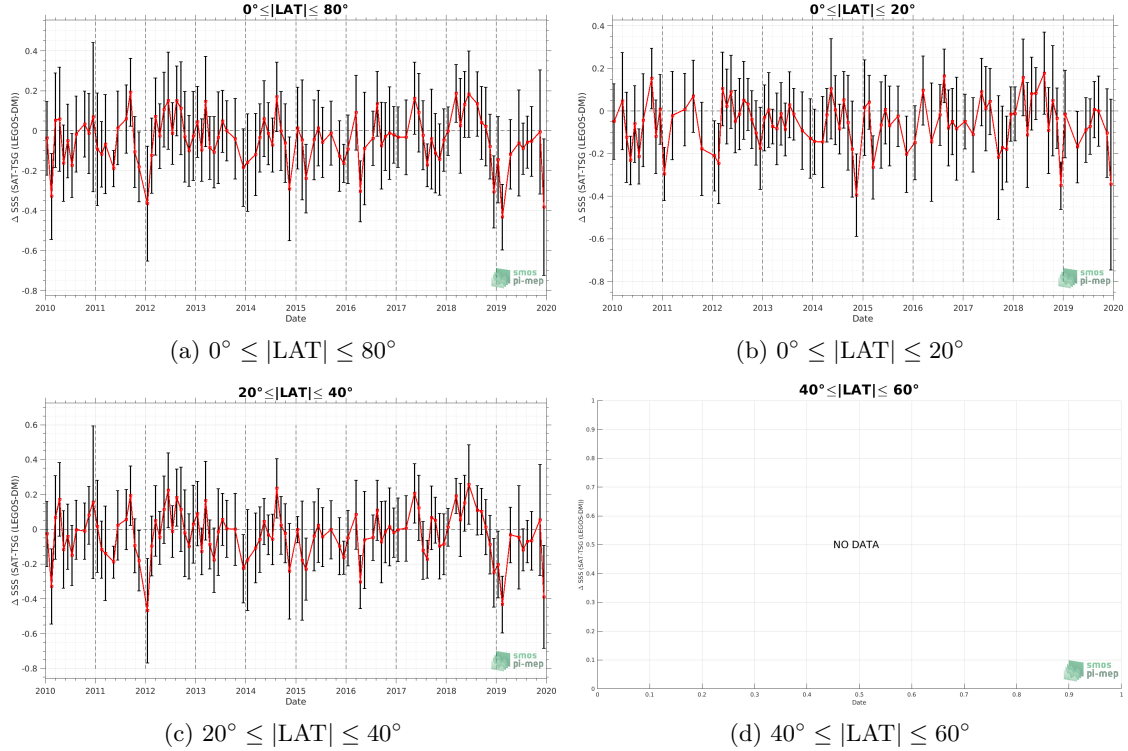 0°≤|LAT|≤ 80°
Δ SSS (SAT-TSG (LEGOS-DM))
0.4
0.2
0
-0.2
-0.4
-0.6
-0.8
2010 2011 2012 2013 2014 2015 2016 2017 2018 2019 2020
Date
smos
pi-mep
(a) 0° ≤ |LAT| ≤ 80°
0°≤|LAT|≤ 20°
Δ SSS (SAT-TSG (LEGOS-DM))
0.4
0.2
0
-0.2
-0.4
-0.6
-0.8
2010 2011 2012 2013 2014 2015 2016 2017 2018 2019 2020
Date
smos
pi-mep
(b) 0° ≤ |LAT| ≤ 20°
20°≤|LAT|≤ 40°
Δ SSS (SAT-TSG (LEGOS-DM))
0.6
0.4
0.2
0
-0.2
-0.4
-0.6
-0.8
2010 2011 2012 2013 2014 2015 2016 2017 2018 2019 2020
Date
smos
pi-mep
(c) 20° ≤ |LAT| ≤ 40°
40°≤|LAT|≤ 60°
Δ SSS (SAT-TSG (LEGOS-DM))
1
0.9
0.8
0.7
0.6
0.5
0.4
0.3
0.2
0.1
0
NO DATA
0 0.1 0.2 0.3 0.4 0.5 0.6 0.7 0.8 0.9 1
Date
smos
pi-mep
(d) 40° ≤ |LAT| ≤ 60°